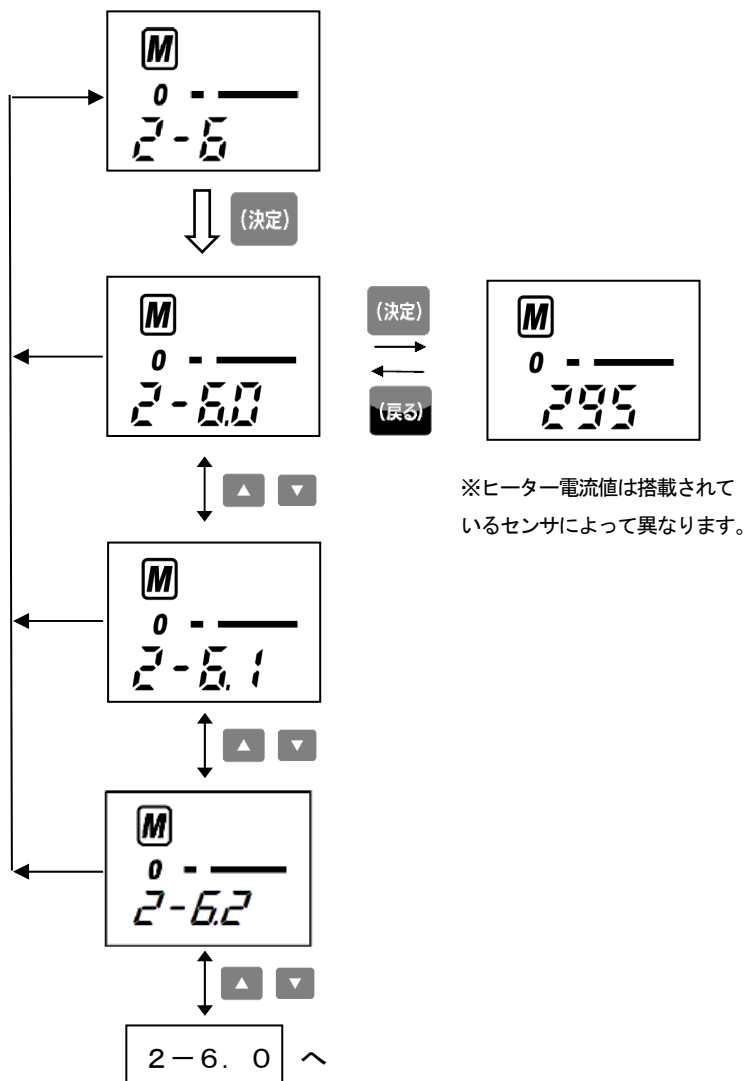 M
0
2-6
(決定)
M
0
2-6.0
(決定)
(戻る)
M
0
295
※ヒーター電流値は搭載されて
いるセンサによって異なります。
▲ ▼
M
0
2-6.1
▲ ▼
M
0
2-6.2
▲ ▼
2－6．0 へ